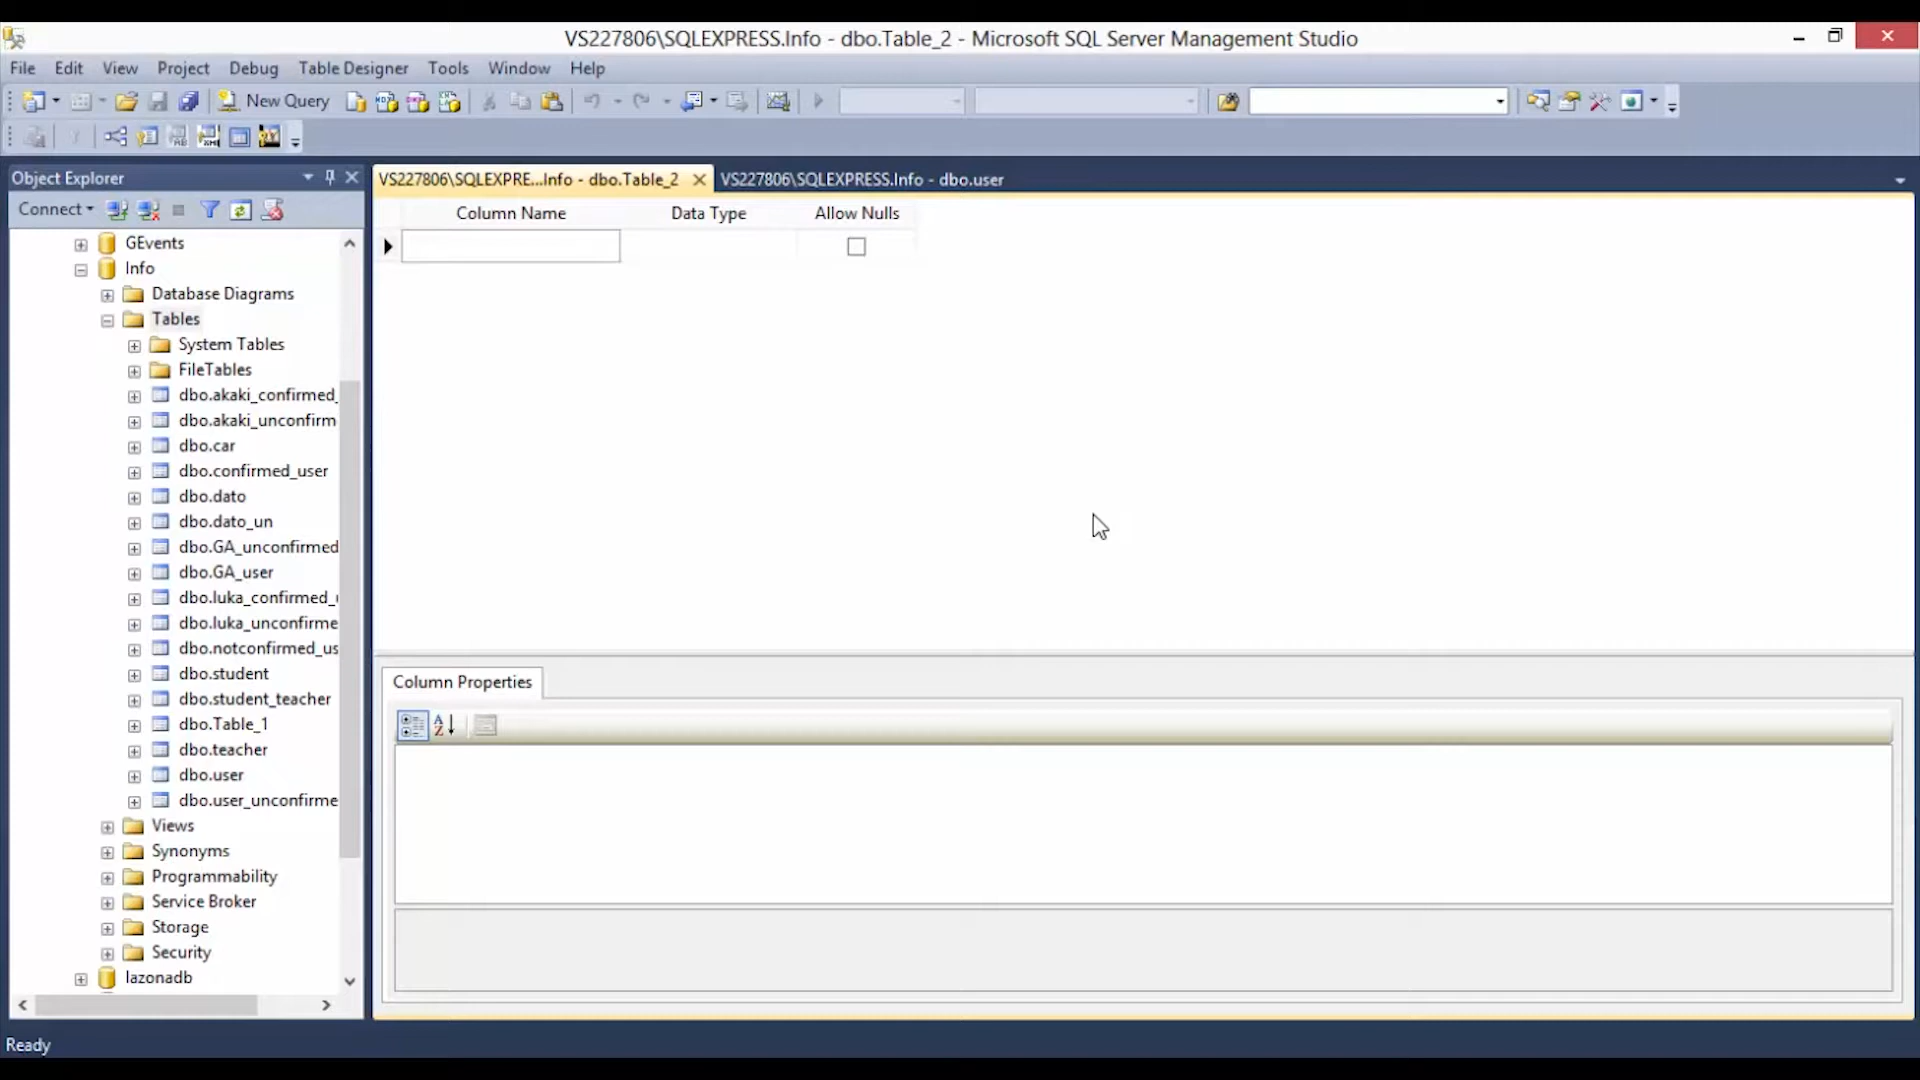 VS227806\SQLEXPRESS.Info - dbo.Table_2 - Microsoft SQL Server Management Studio
File Edit View Project Debug Table Designer Tools Window Help
New Query
Object Explorer
VS227806\SQLEXPRE...Info - dbo.Table_2
VS227806\SQLEXPRESS.Info - dbo.user
Connect
Column Name Data Type Allow Nulls
GEvents
Info
Database Diagrams
Tables
System Tables
FileTables
dbo.akaki_confirmed_
dbo.akaki_unconfirm
dbo.car
dbo.confirmed_user
dbo.dato
dbo.dato_un
dbo.GA_unconfirmed
dbo.GA_user
dbo.luka_confirmed_
dbo.luka_unconfirme
dbo.notconfirmed_us
dbo.student
dbo.student_teacher
dbo.Table_1
dbo.teacher
dbo.user
dbo.user_unconfirme
Views
Synonyms
Programmability
Service Broker
Storage
Security
lazonadb
Column Properties
Ready